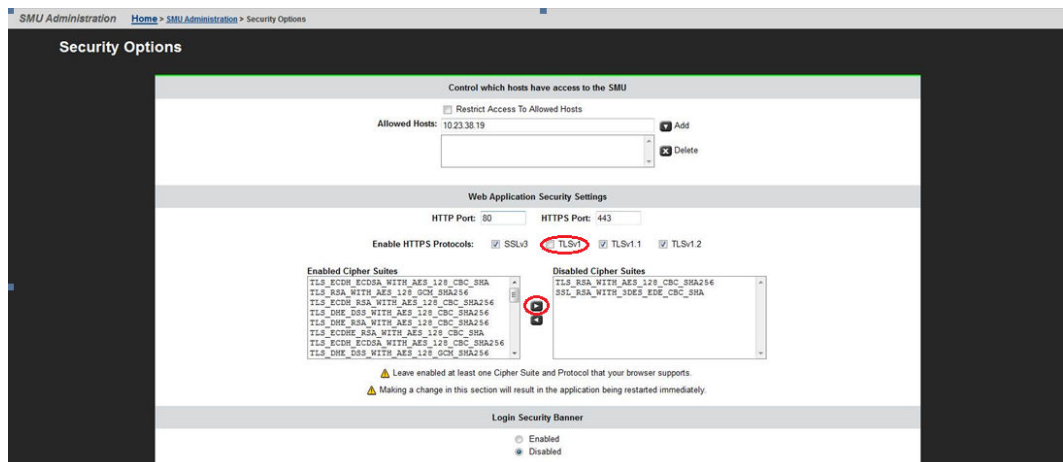 SMU Administration Home > SMU Administration > Security Options
Security Options
Control which hosts have access to the SMU
Restrict Access To Allowed Hosts
Allowed Hosts: 10.23.38.19 Add
Delete
Web Application Security Settings
HTTP Port: 80 HTTPS Port: 443
Enable HTTPS Protocols: SSLv3 TLSv1 TLSv1.1 TLSv1.2
Enabled Cipher Suites Disabled Cipher Suites
TLS_ECDH_ECDSA_WITH_AES_128_CBC_SHA TLS_RSA_WITH_AES_128_CBC_SHA256
TLS_RSA_WITH_AES_128_GCM_SHA256 SSL_RSA_WITH_3DES_EDE_CBC_SHA
TLS_ECDH_RSA_WITH_AES_128_CBC_SHA256
TLS_DHE_DSS_WITH_AES_128_CBC_SHA256
TLS_DHE_RSA_WITH_AES_128_CBC_SHA256
TLS_ECDHE_RSA_WITH_AES_128_CBC_SHA
TLS_ECDH_ECDSA_WITH_AES_128_CBC_SHA256
TLS_DHE_DSS_WITH_AES_128_GCM_SHA256
Leave enabled at least one Cipher Suite and Protocol that your browser supports.
Making a change in this section will result in the application being restarted immediately.
Login Security Banner
Enabled
Disabled